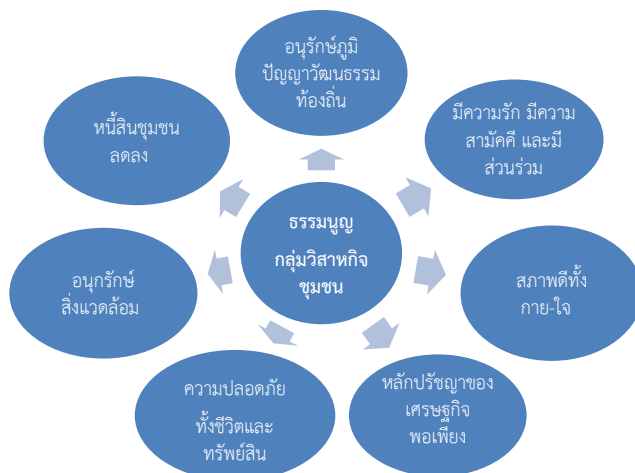 อนุรักษ์ภูมิ
ปัญญาวัฒนธรรม
ท้องถิ่น
มีความรัก มีความ
สามัคคี และมี
ส่วนร่วม
สภาพดีทั้ง
กาย-ใจ
หลักปรัชญาของ
เศรษฐกิจ
พอเพียง
ความปลอดภัย
ทั้งชีวิตและ
ทรัพย์สิน
อนุกรักษ์
สิ่งแวดล้อม
หนี้สินชุมชน
ลดลง
ธรรมนูญ
กลุ่มวิสาหกิจ
ชุมชน